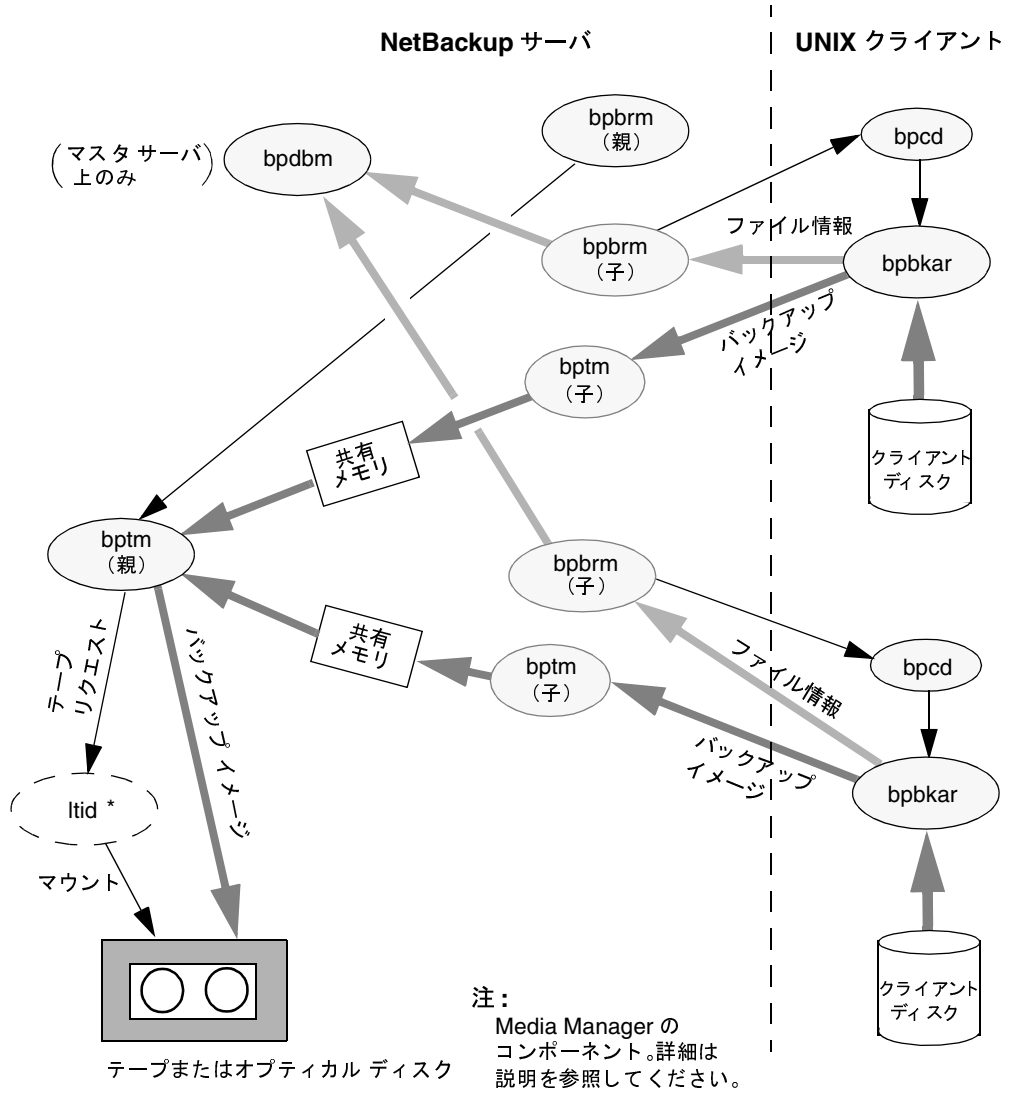 NetBackup サーバ
UNIX クライアント
bpbrm
（親）
bpcd
（マスタ サーバ
上のみ）
bpdbm
ファイル情報
bpbrm
（子）
bpbkar
バックアップ
イメージ
bptm
（子）
共有
メモリ
クライアント
ディスク
bptm
（親）
bpbrm
（子）
共有
メモリ
bptm
（子）
bpcd
ファイル情報
テープ
リクエスト
バックアップ イメージ
バックアップ
イメージ
ltid *
bpbkar
マウント
クライアント
ディスク
注 :
Media Manager の
コンポーネント。詳細は
説明を参照してください。
テープまたはオプティカル ディスク